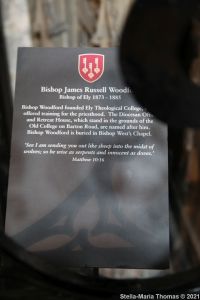 Bishop James Russell
Bishop of Ely 1873 - 1885
Bishop Woodford founded Ely Theological College,
offered training for the priesthood. The Diocesan
and Retreat House, which stand in the grounds of the
Old College on Barton Road, are named after him.
Bishop Woodford is buried in Bishop West's Chapel.
'See I am sending you out like sheep into the midst of
wolves; so be wise as serpents and innocent as doves.'
Matthew 10:16
Stella-Maria Thomas © 2021